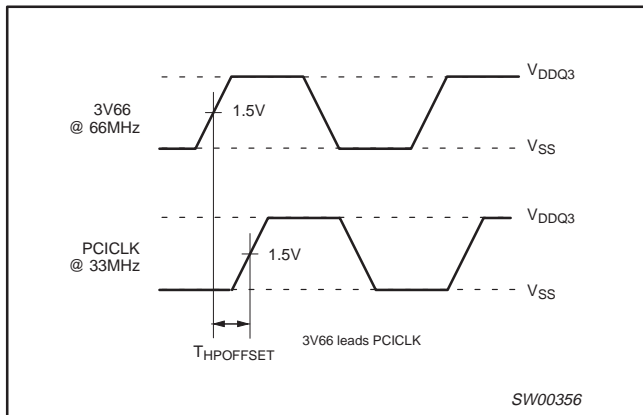 V_DDQ3
3V66
@ 66MHz
1.5V
V_SS
V_DDQ3
PCICLK
@ 33MHz
1.5V
V_SS
T_HPOFFSET
3V66 leads PCICLK
SW00356